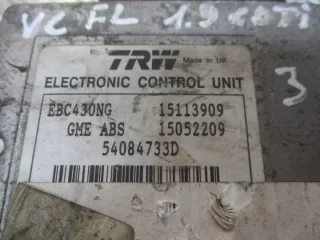 VC FL 1.9 CDTI
TRW Made in UK
ELECTRONIC CONTROL UNIT
3
EBC430NG 15113909
GME ABS 15052209
54084733D